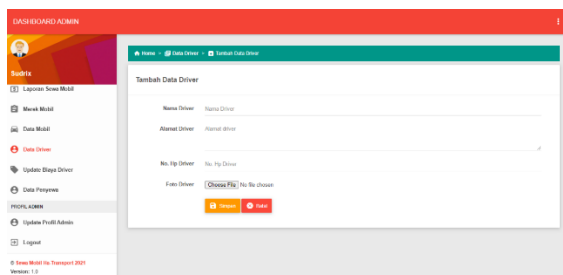 DASHBOARD ADMIN
Sudrix
Laporan Sewa Mobil
Merek Mobil
Data Mobil
Data Driver
Update Biaya Driver
Data Penyewa
PROFIL ADMIN
Update Profil Admin
Logout
© Sewa Mobil Ita Transport 2021
Version: 1.0
Home > Data Driver > Tambah Data Driver
Tambah Data Driver
Nama Driver Nama Driver
Alamat Driver Alamat driver
No. Hp Driver No. Hp Driver
Foto Driver Choose File No file chosen
Simpan Batal